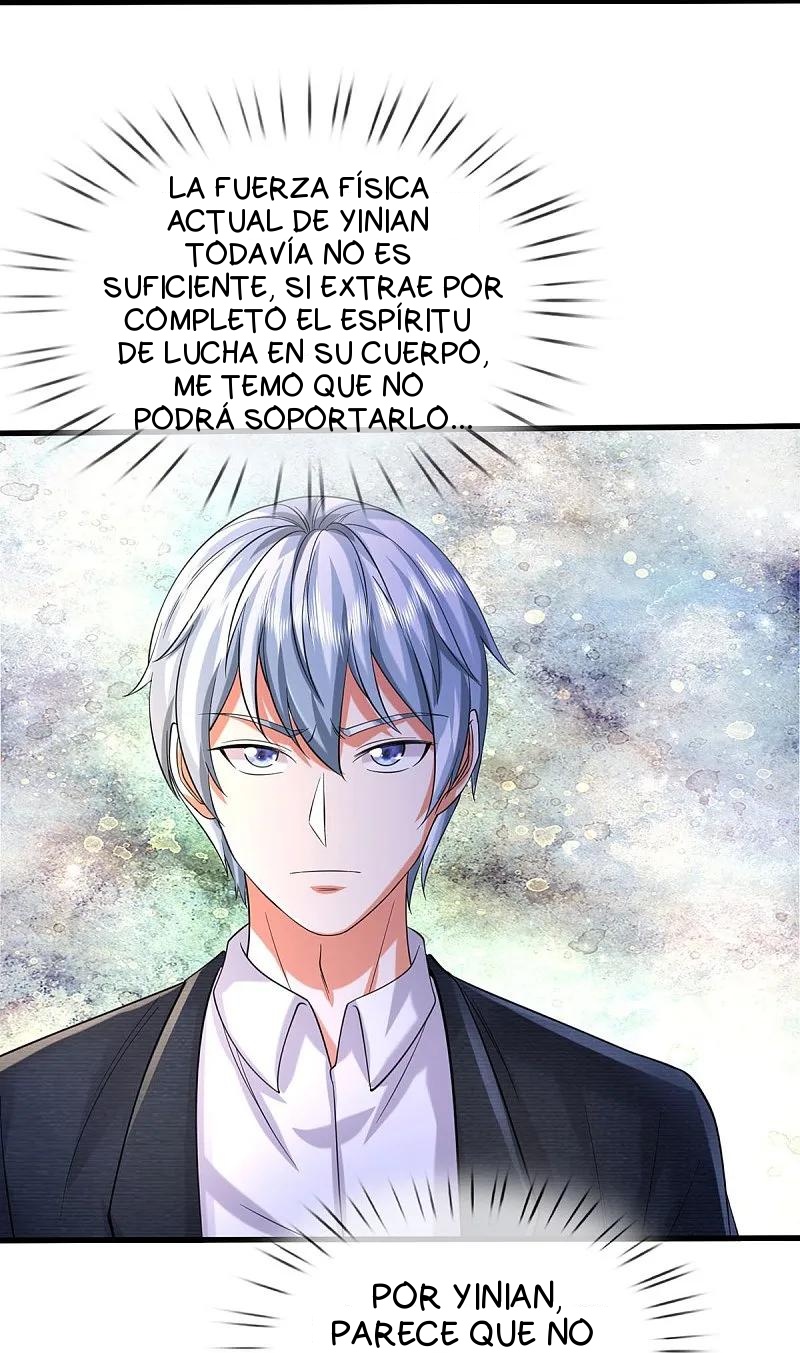 LA FUERZA FÍSICA
ACTUAL DE YINIAN
TODAVÍA NO ES
SUFICIENTE, SI EXTRAE POR
COMPLETO EL ESPÍRITU
DE LUCHA EN SU CUERPO,
ME TEMO QUE NO
PODRÁ SOPORTARLO...
POR YINIAN,
PARECE QUE NO